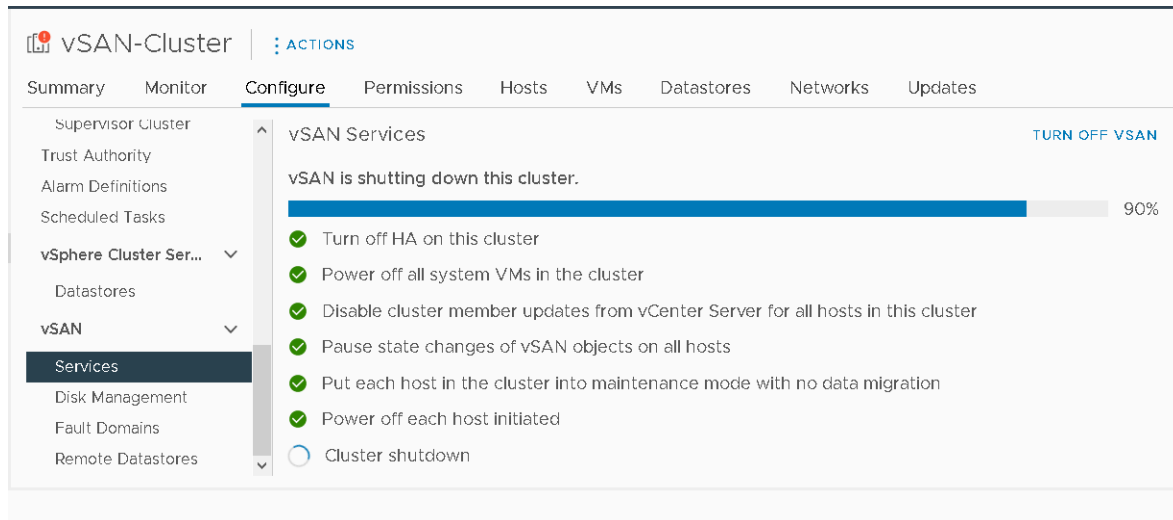 vSAN-Cluster
ACTIONS
Summary Monitor Configure Permissions Hosts VMs Datastores Networks Updates
Supervisor Cluster
Trust Authority
Alarm Definitions
Scheduled Tasks
vSphere Cluster Ser...
Datastores
vSAN
Services
Disk Management
Fault Domains
Remote Datastores
vSAN Services
TURN OFF VSAN
vSAN is shutting down this cluster.
90%
Turn off HA on this cluster
Power off all system VMs in the cluster
Disable cluster member updates from vCenter Server for all hosts in this cluster
Pause state changes of vSAN objects on all hosts
Put each host in the cluster into maintenance mode with no data migration
Power off each host initiated
Cluster shutdown